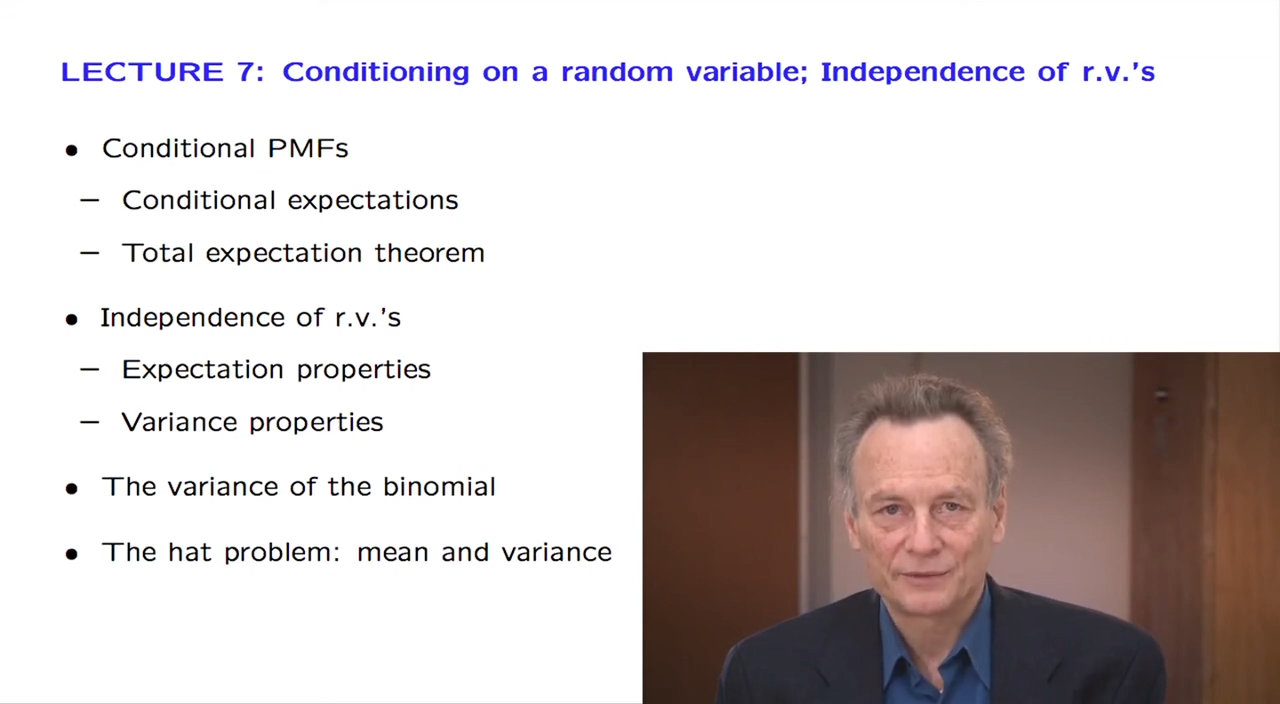 LECTURE 7: Conditioning on a random variable; Independence of r.v.'s
• Conditional PMFs
– Conditional expectations
– Total expectation theorem
• Independence of r.v.'s
– Expectation properties
– Variance properties
• The variance of the binomial
• The hat problem: mean and variance